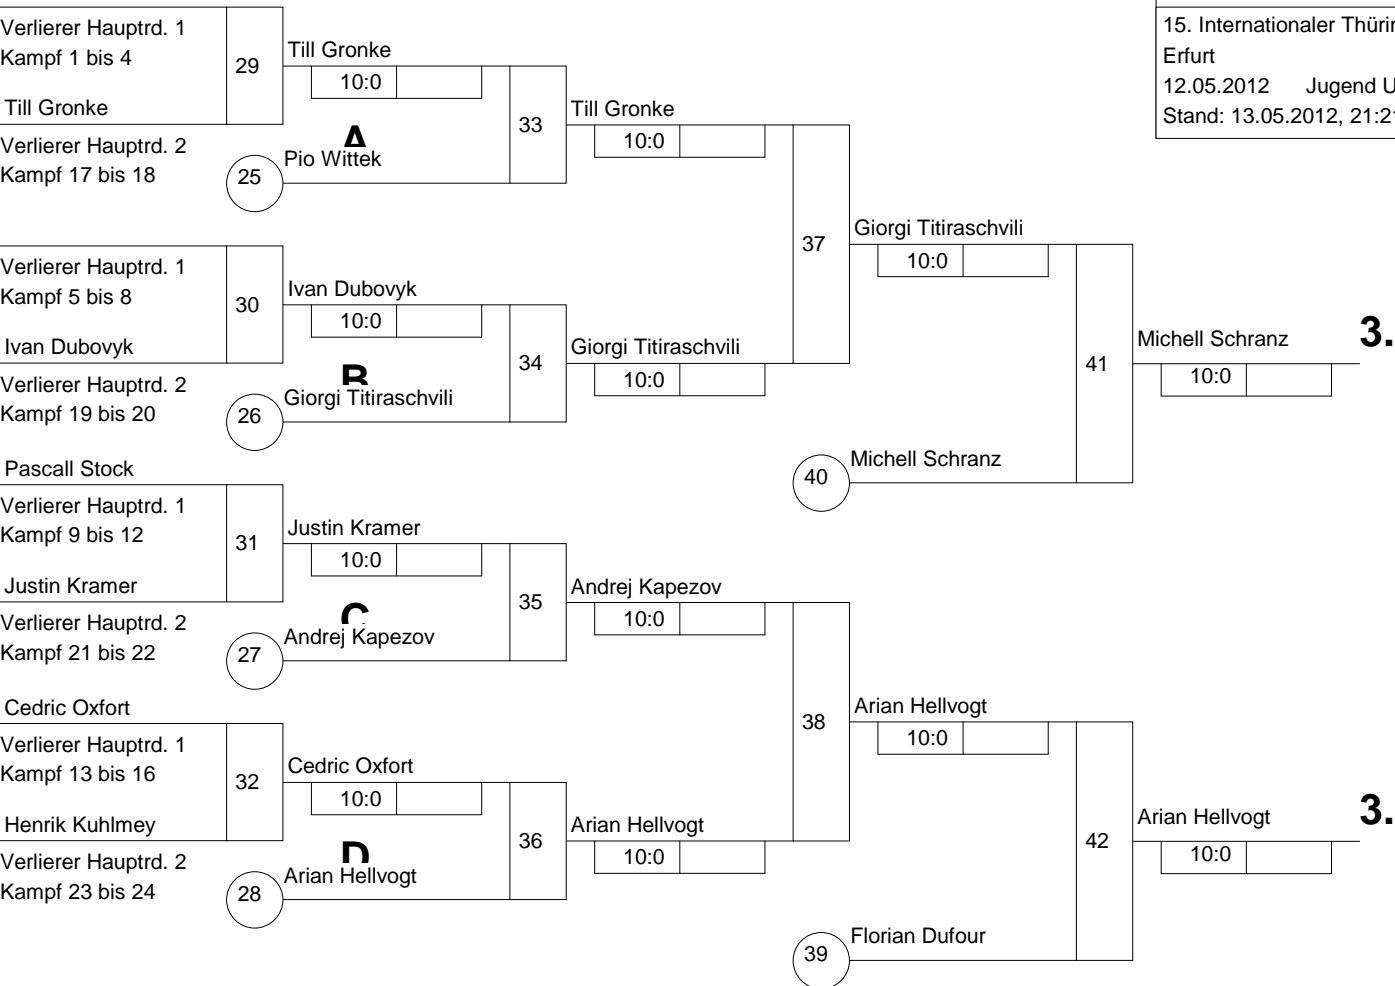 15. Internationaler Thürin
Erfurt
12.05.2012 Jugend U
Stand: 13.05.2012, 21:21
Verlierer Hauptrd. 1
Kampf 1 bis 4
29
Till Gronke
10:0
Till Gronke
Verlierer Hauptrd. 2
Kampf 17 bis 18
A
25
Pio Wittek
33
Till Gronke
10:0
Verlierer Hauptrd. 1
Kampf 5 bis 8
30
Ivan Dubovyk
10:0
Ivan Dubovyk
Verlierer Hauptrd. 2
Kampf 19 bis 20
B
26
Giorgi Titiraschvili
34
Giorgi Titiraschvili
10:0
37
Giorgi Titiraschvili
10:0
40
Michell Schranz
41
Michell Schranz
10:0
3.
Pascall Stock
Verlierer Hauptrd. 1
Kampf 9 bis 12
31
Justin Kramer
10:0
Justin Kramer
Verlierer Hauptrd. 2
Kampf 21 bis 22
C
27
Andrej Kapezov
35
Andrej Kapezov
10:0
Cedric Oxfort
Verlierer Hauptrd. 1
Kampf 13 bis 16
32
Cedric Oxfort
10:0
Henrik Kuhlmey
Verlierer Hauptrd. 2
Kampf 23 bis 24
D
28
Arian Hellvogt
36
Arian Hellvogt
10:0
38
Arian Hellvogt
10:0
39
Florian Dufour
42
Arian Hellvogt
10:0
3.